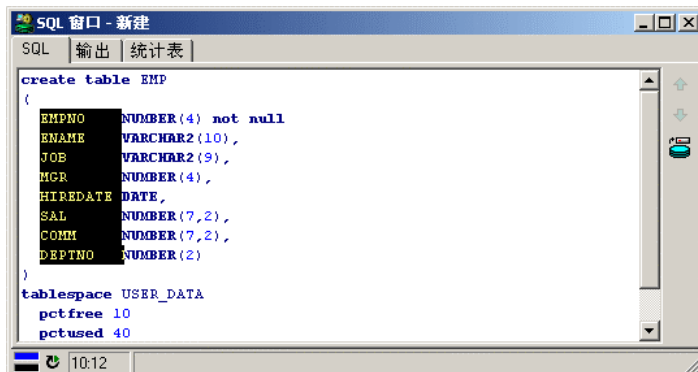 SQL 窗口 - 新建
SQL 输出 统计表
create table EMP
(
EMPNO NUMBER(4) not null
ENAME VARCHAR2(10),
JOB VARCHAR2(9),
MGR NUMBER(4),
HIREDATE DATE,
SAL NUMBER(7,2),
COMM NUMBER(7,2),
DEPTNO NUMBER(2)
)
tablespace USER_DATA
pctfree 10
pctused 40
10:12